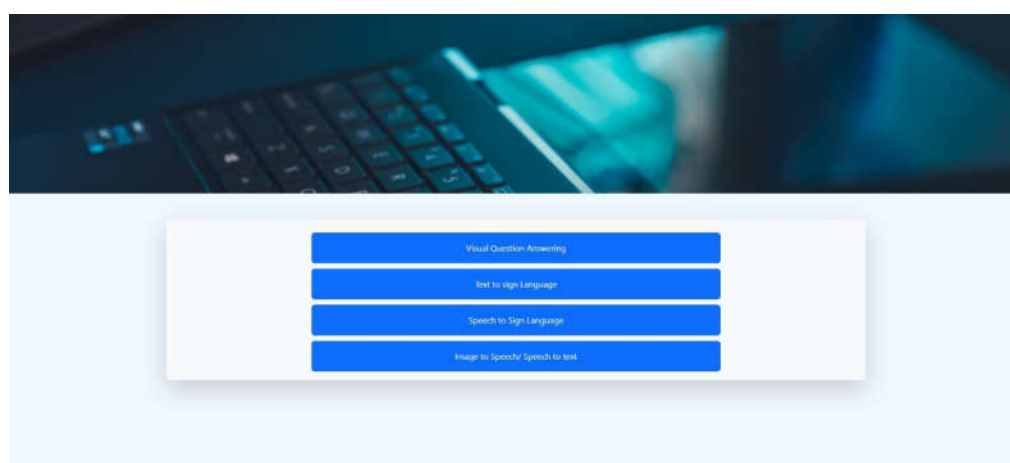 Visual Question Answering
Text to sign Language
Speech to Sign Language
Image to Speech/ Speech to text